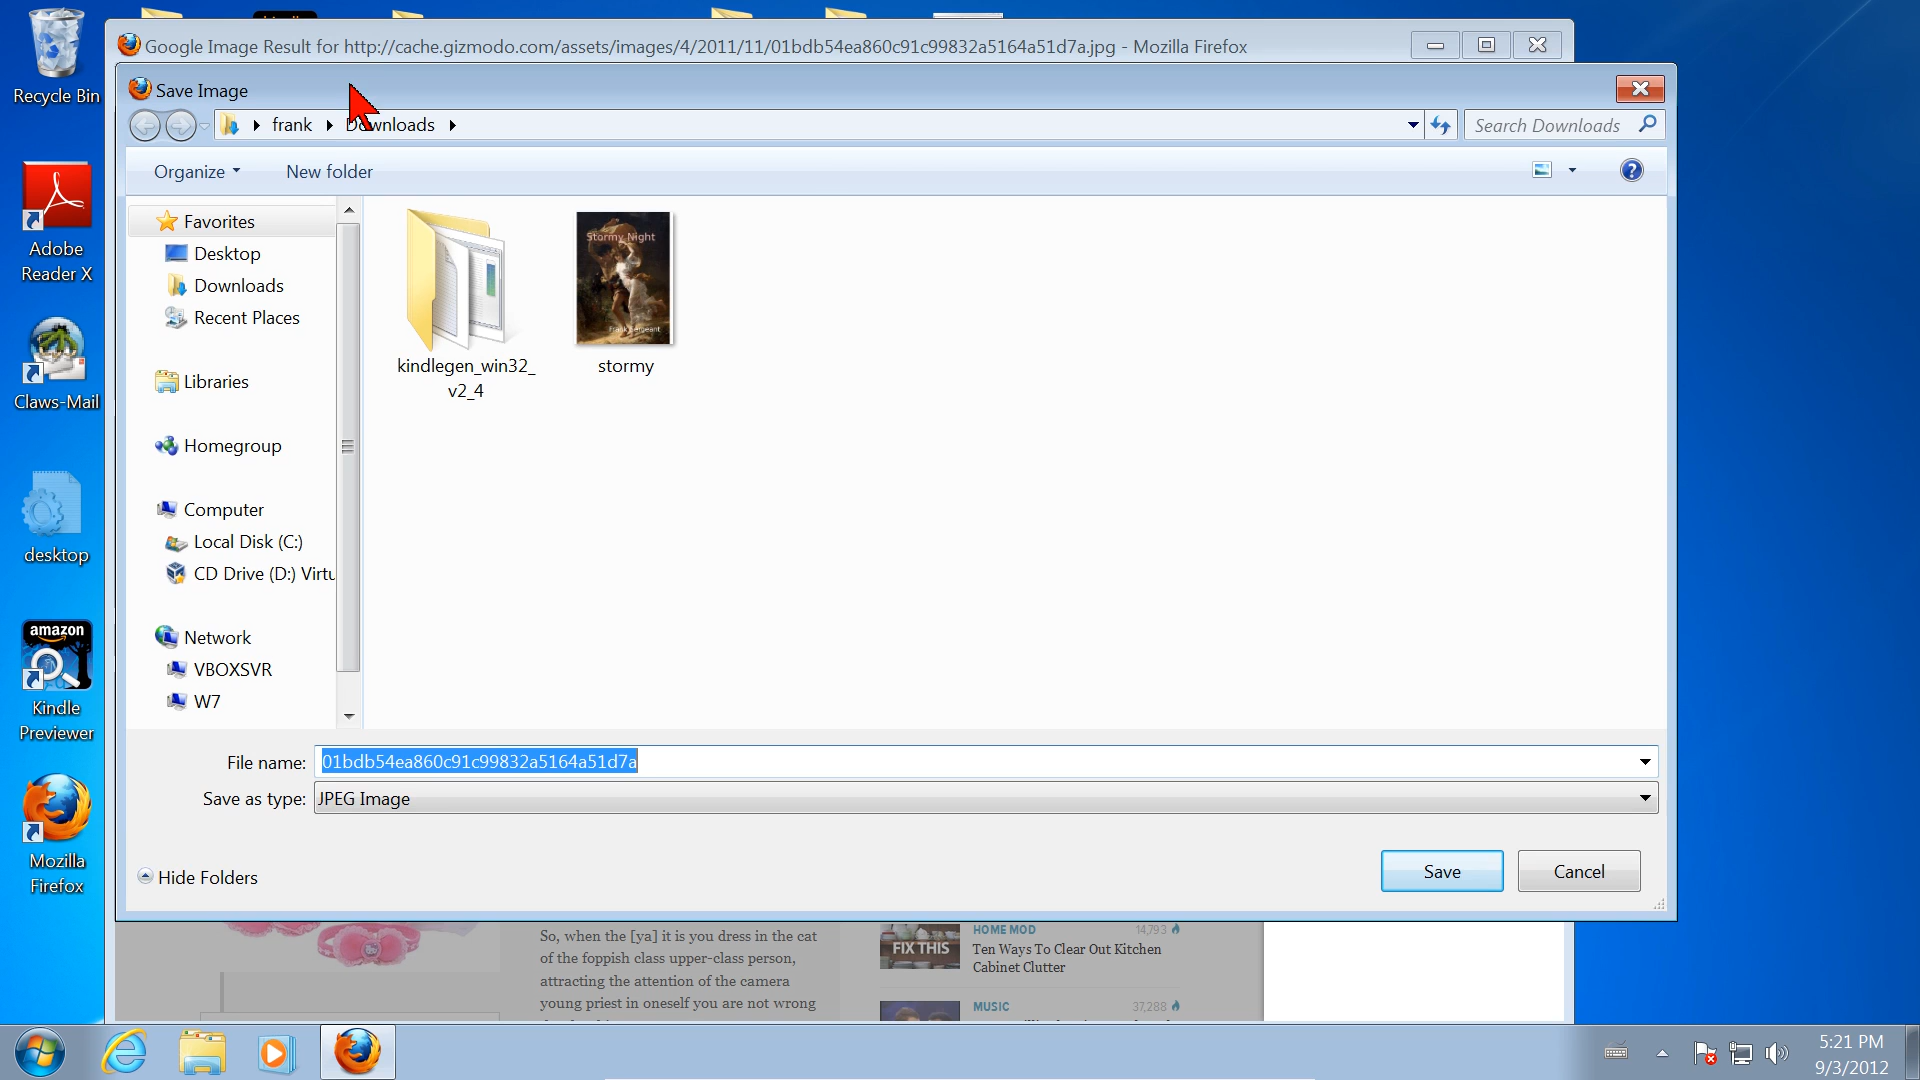 Google Image Result for http://cache.gizmodo.com/assets/images/4/2011/11/01bdb54ea860c91c99832a5164a51d7a.jpg - Mozilla Firefox
Save Image
frank
Downloads
Search Downloads
Organize
New folder
Recycle Bin
Adobe
Reader X
Claws-Mail
desktop
amazon
Kindle
Previewer
Mozilla
Firefox
Favorites
Desktop
Downloads
Recent Places
Libraries
Homegroup
Computer
Local Disk (C:)
CD Drive (D:) Virtu
Network
VBOXSVR
W7
kindlegen_win32_
v2_4
Stormy Night
Frank Sergeant
stormy
File name: 01bdb54ea860c91c99832a5164a51d7a
Save as type: JPEG Image
Hide Folders
Save
Cancel
So, when the [ya] it is you dress in the cat
of the foppish class upper-class person,
attracting the attention of the camera
young priest in oneself you are not wrong
FIX THIS
HOME MOD 14,793
Ten Ways To Clear Out Kitchen
Cabinet Clutter
MUSIC 37,288
5:21 PM
9/3/2012